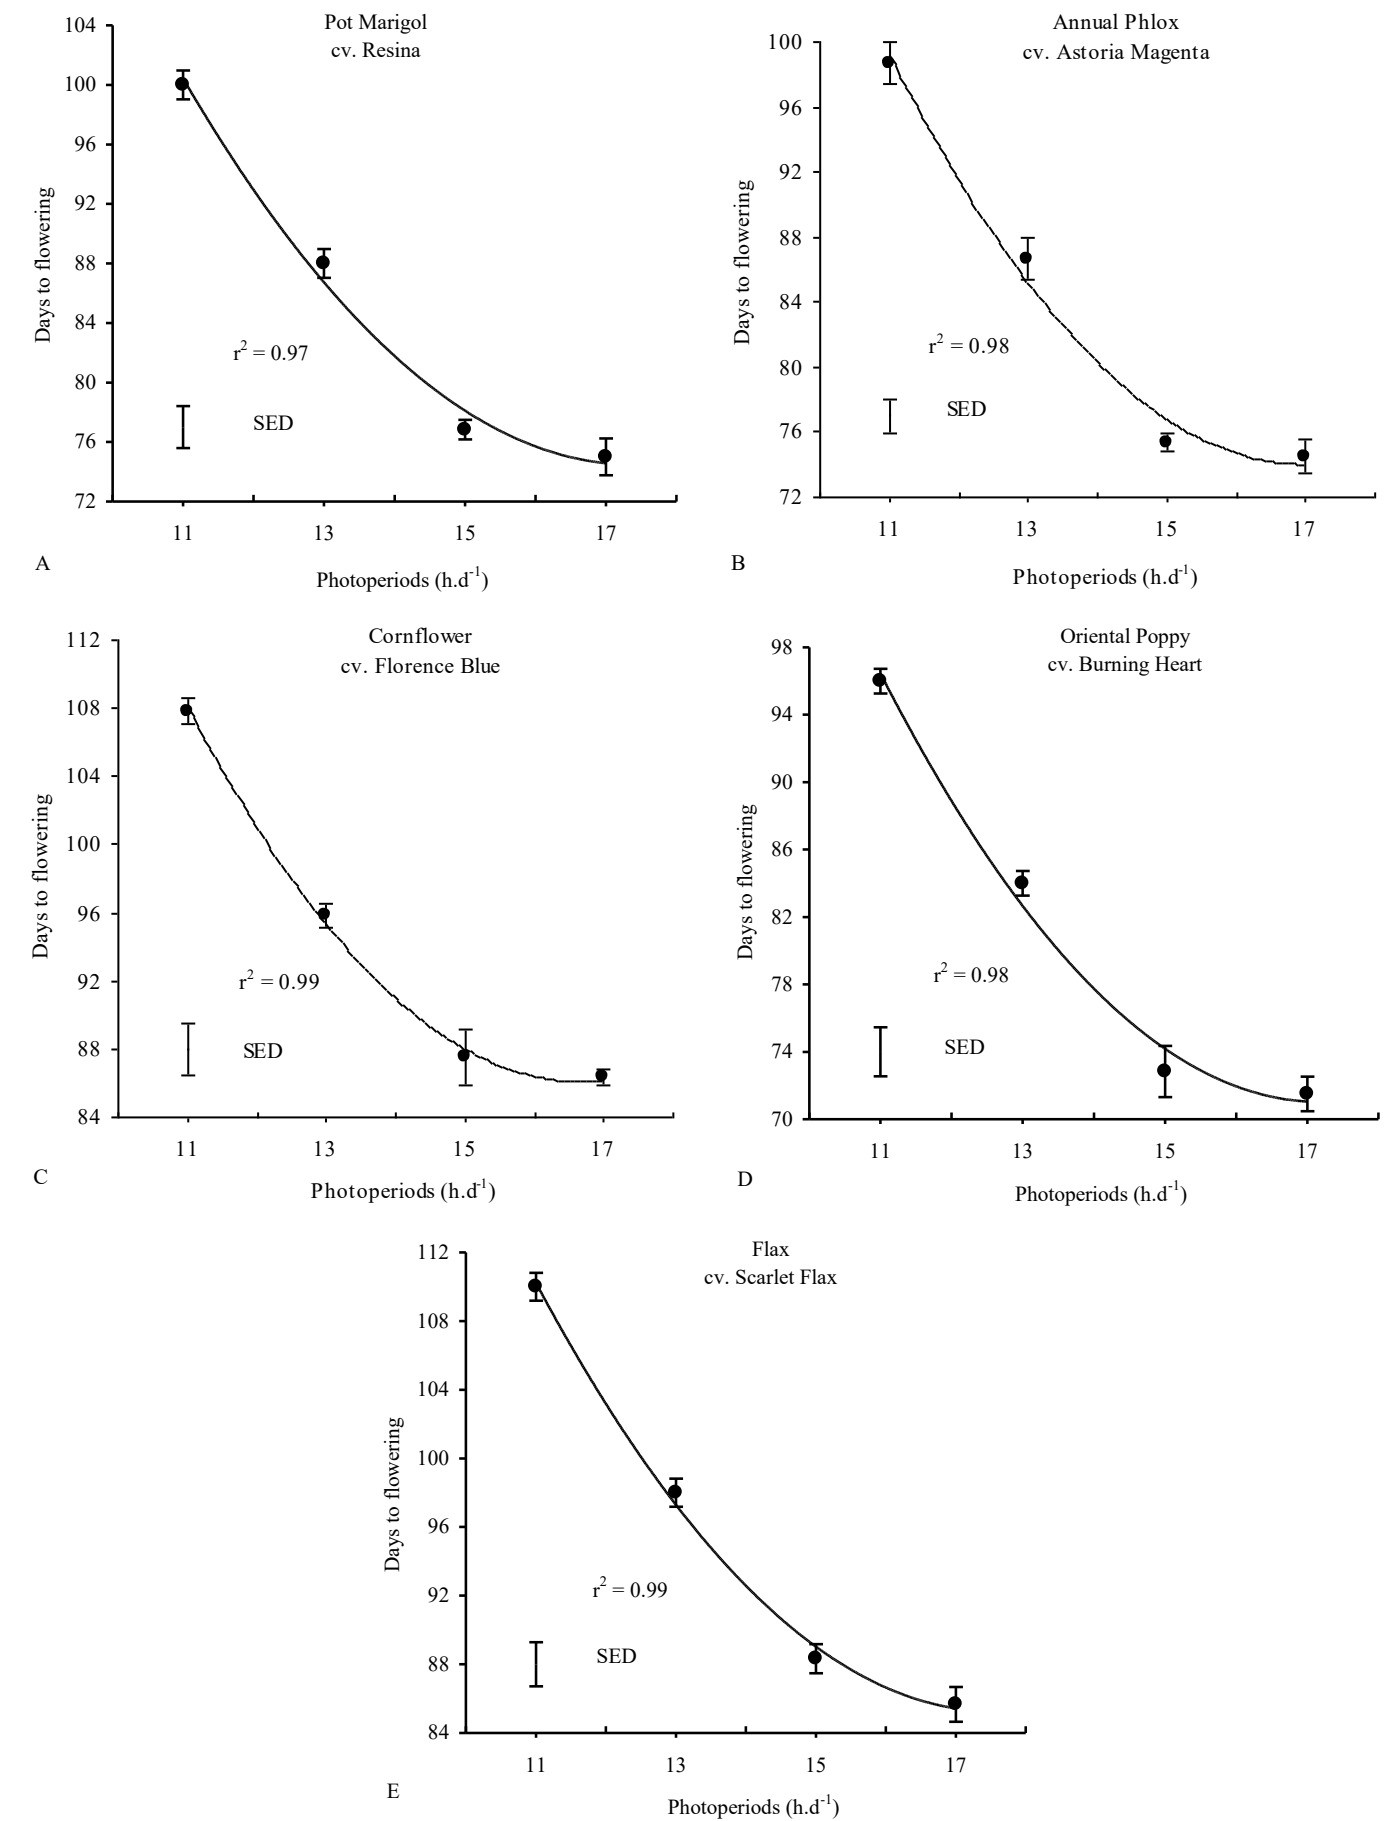 Pot Marigol
cv. Resina
104
100
96
92
88
84
80
76
72
Days to flowering
r² = 0.97
SED
11 13 15 17
A
Photoperiods (h.d⁻¹)
Annual Phlox
cv. Astoria Magenta
100
96
92
88
84
80
76
72
Days to flowering
r² = 0.98
SED
11 13 15 17
B
Photoperiods (h.d⁻¹)
Cornflower
cv. Florence Blue
112
108
104
100
96
92
88
84
Days to flowering
r² = 0.99
SED
11 13 15 17
C
Photoperiods (h.d⁻¹)
Oriental Poppy
cv. Burning Heart
98
94
90
86
82
78
74
70
Days to flowering
r² = 0.98
SED
11 13 15 17
D
Photoperiods (h.d⁻¹)
Flax
cv. Scarlet Flax
112
108
104
100
96
92
88
84
Days to flowering
r² = 0.99
SED
11 13 15 17
E
Photoperiods (h.d⁻¹)